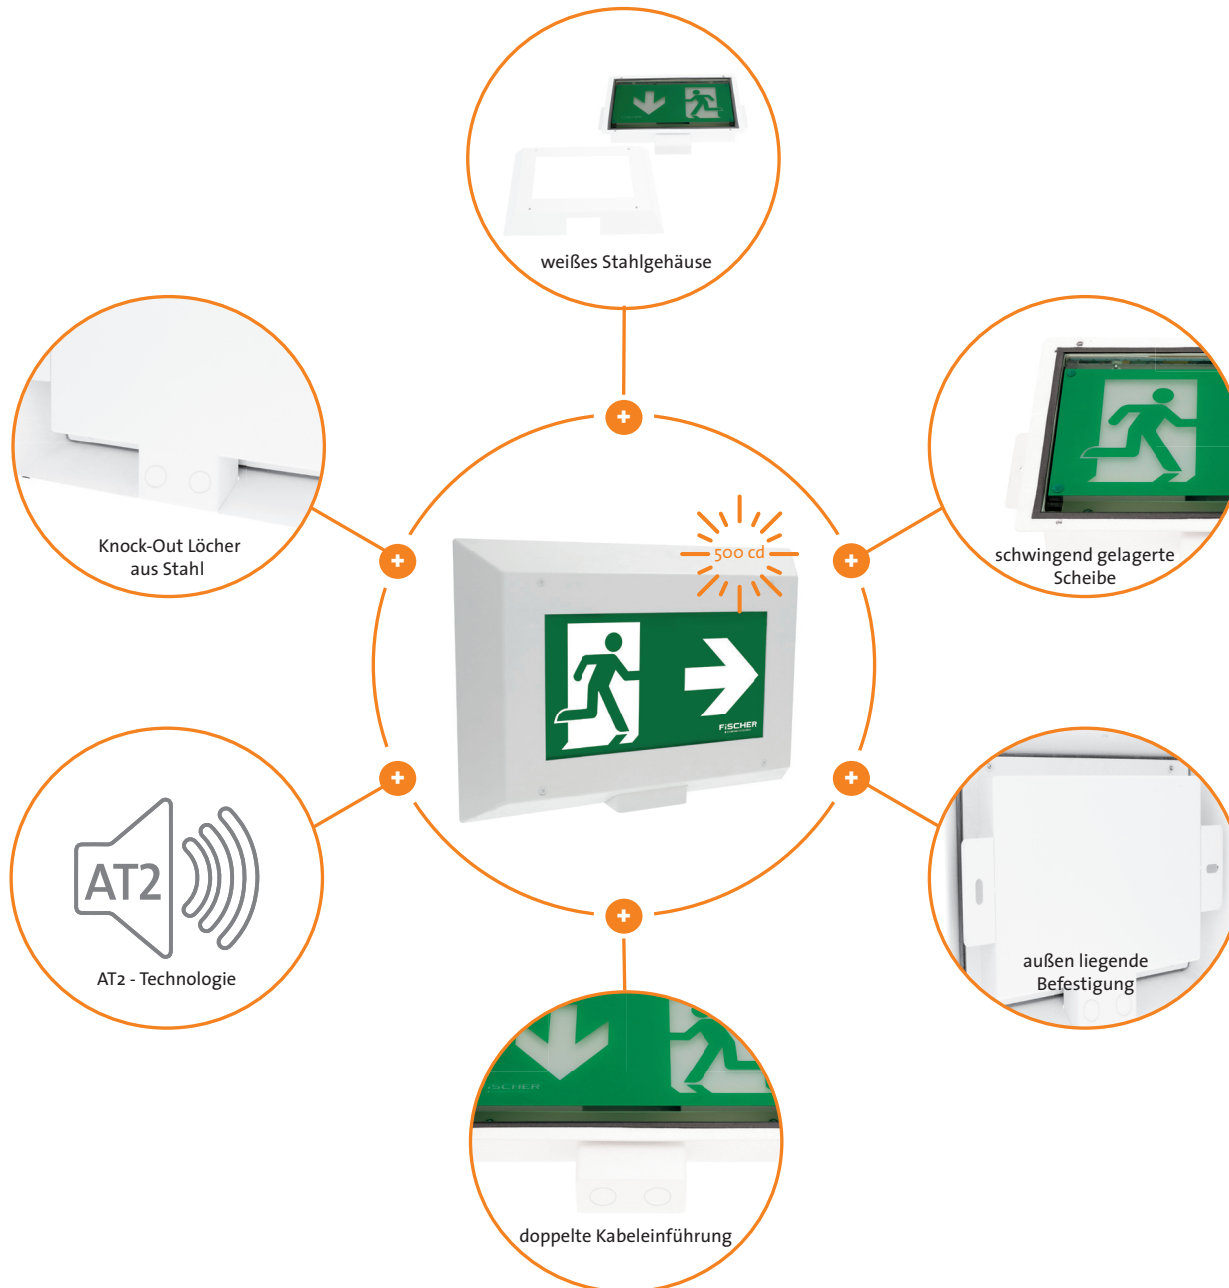 weißes Stahlgehäuse
Knock-Out Löcher
aus Stahl
schwingend gelagerte
Scheibe
500 cd
FiSCHER
AT2
AT2 - Technologie
außen liegende
Befestigung
FiSCHER
doppelte Kabeleinführung